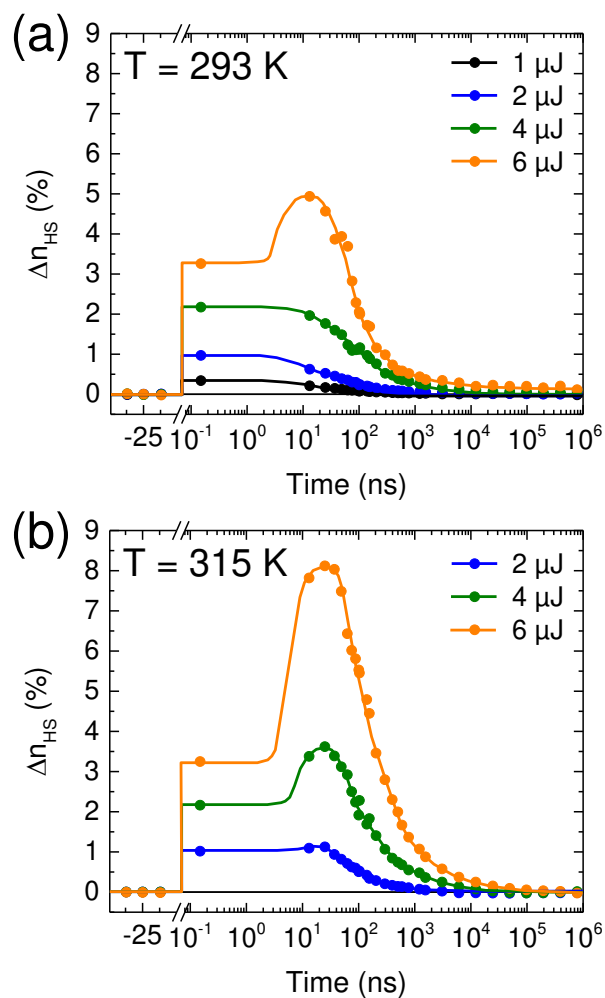 (a)
T = 293 K
1 µJ
2 µJ
4 µJ
6 µJ
9
8
7
6
5
4
3
2
1
0
Δn_HS (%)
-25 10⁻¹ 10⁰ 10¹ 10² 10³ 10⁴ 10⁵ 10⁶
Time (ns)
(b)
T = 315 K
2 µJ
4 µJ
6 µJ
9
8
7
6
5
4
3
2
1
0
Δn_HS (%)
-25 10⁻¹ 10⁰ 10¹ 10² 10³ 10⁴ 10⁵ 10⁶
Time (ns)